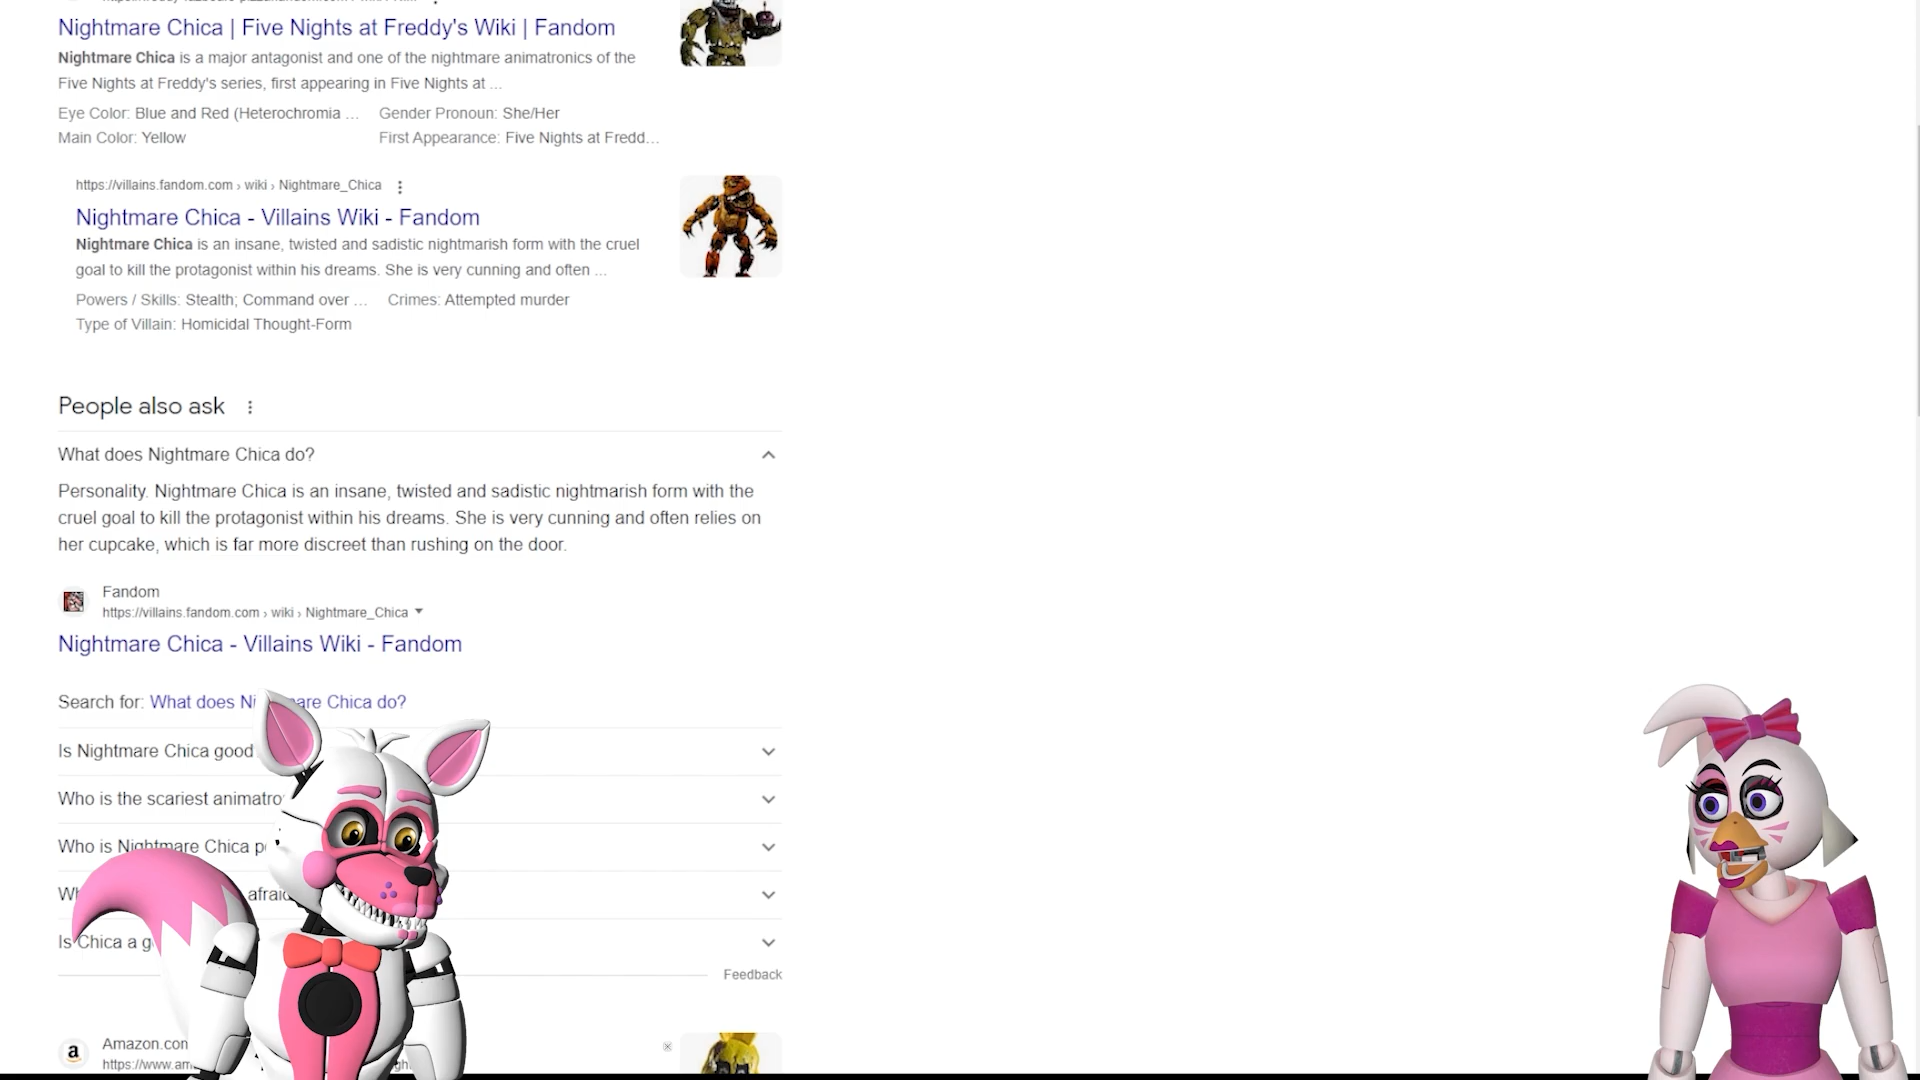 Nightmare Chica | Five Nights at Freddy's Wiki | Fandom
Nightmare Chica is a major antagonist and one of the nightmare animatronics of the
Five Nights at Freddy's series, first appearing in Five Nights at ...
Eye Color: Blue and Red (Heterochromia ... Gender Pronoun: She/Her
Main Color: Yellow First Appearance: Five Nights at Fredd...
https://villains.fandom.com › wiki › Nightmare_Chica
Nightmare Chica - Villains Wiki - Fandom
Nightmare Chica is an insane, twisted and sadistic nightmarish form with the cruel
goal to kill the protagonist within his dreams. She is very cunning and often ...
Powers / Skills: Stealth; Command over ... Crimes: Attempted murder
Type of Villain: Homicidal Thought-Form
People also ask
What does Nightmare Chica do?
Personality. Nightmare Chica is an insane, twisted and sadistic nightmarish form with the
cruel goal to kill the protagonist within his dreams. She is very cunning and often relies on
her cupcake, which is far more discreet than rushing on the door.
Fandom
https://villains.fandom.com › wiki › Nightmare_Chica
Nightmare Chica - Villains Wiki - Fandom
Search for: What does Chica do?
Is Nightmare Chica good
Who is the scariest
Who is Nightmare Chica
afraid
Is Chica a
Feedback
a
Amazon.com